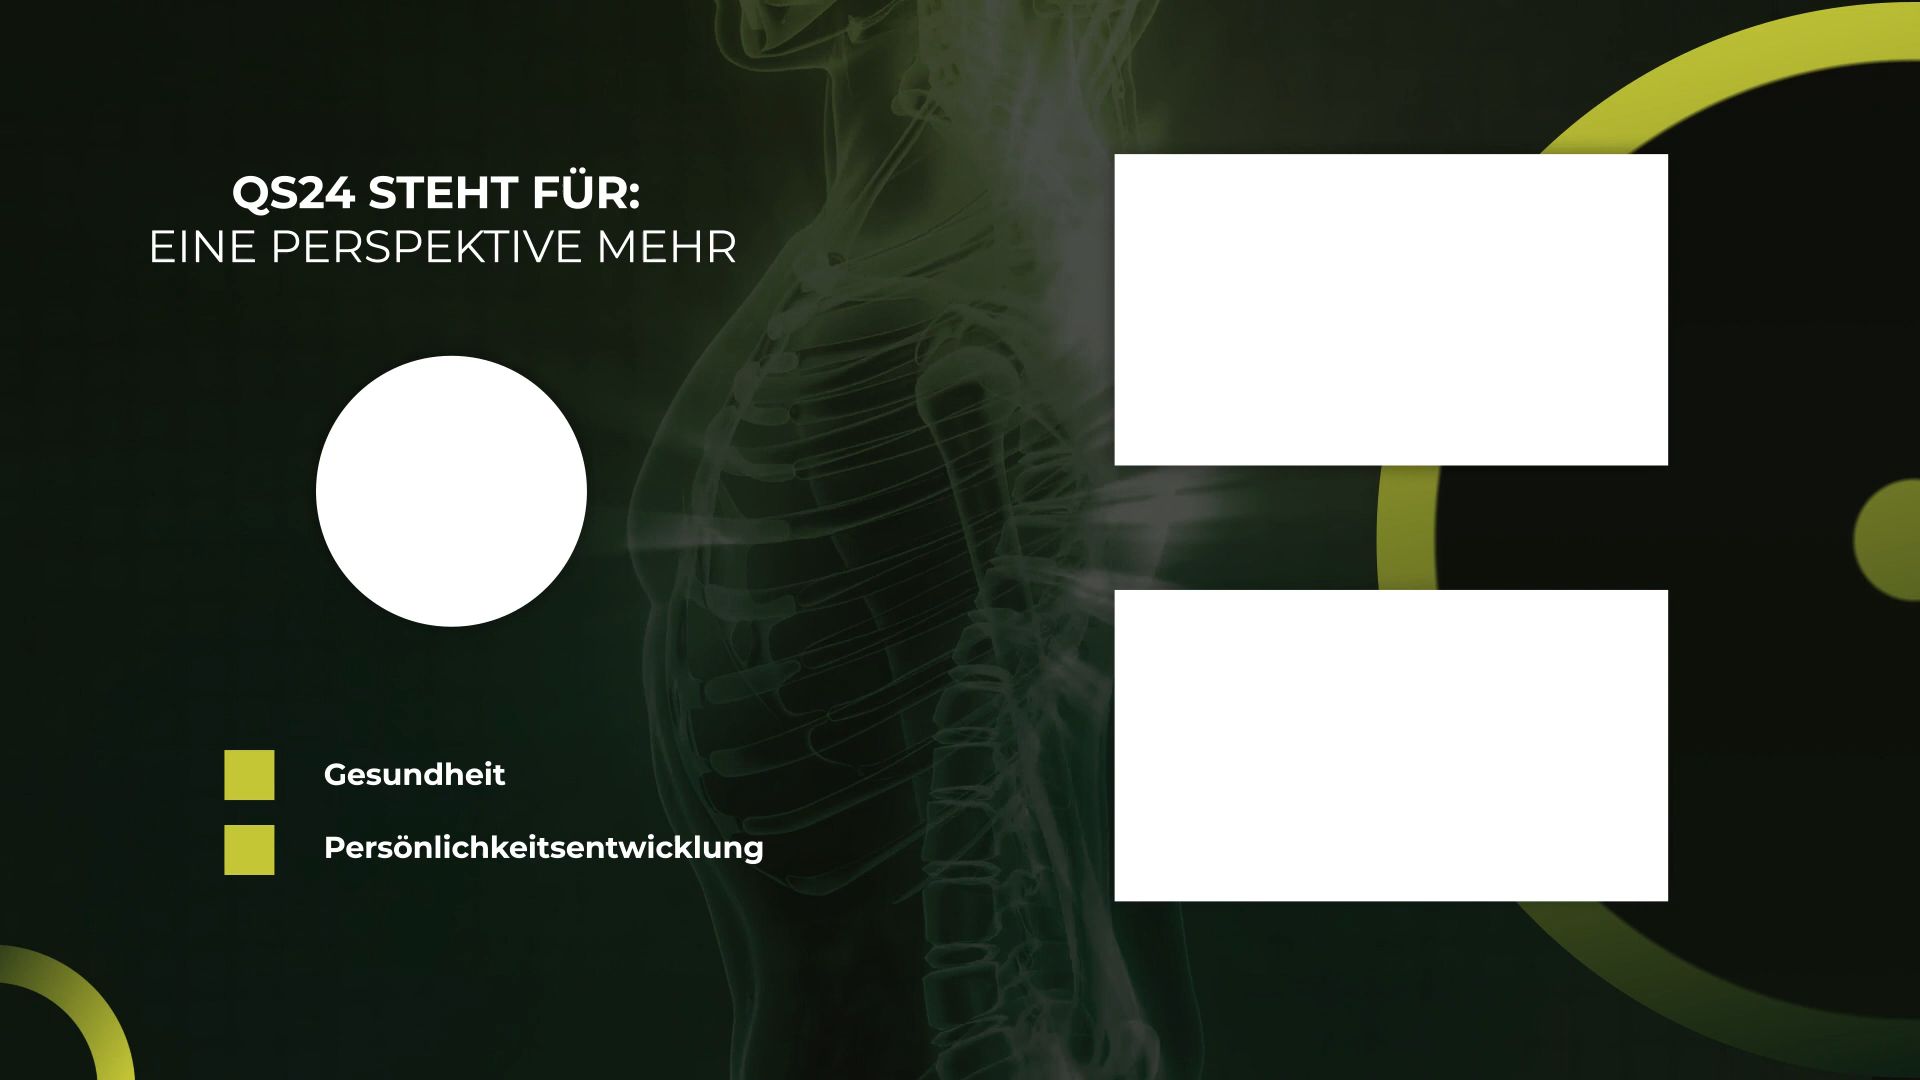 QS24 STEHT FÜR:
EINE PERSPEKTIVE MEHR
Gesundheit
Persönlichkeitsentwicklung